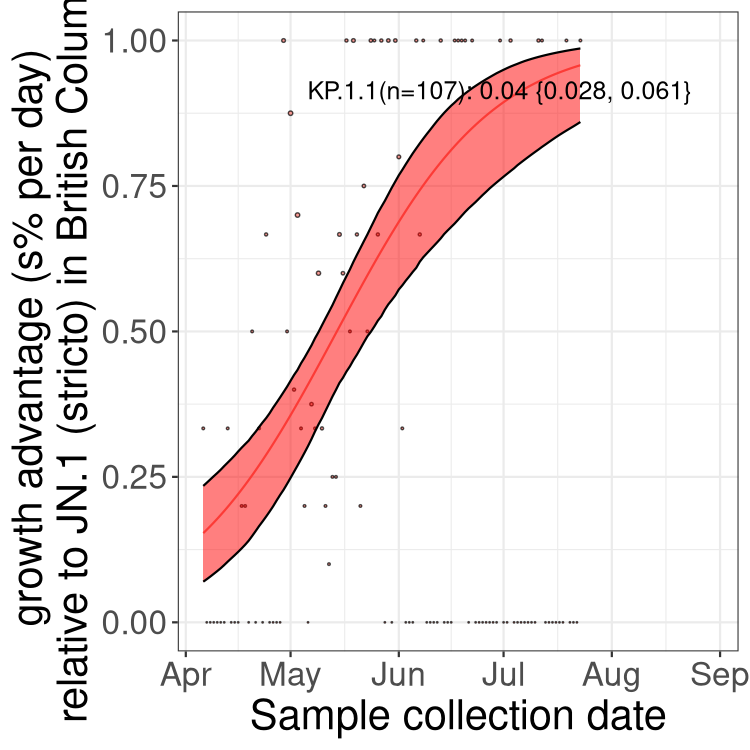 growth advantage (s% per day)
relative to JN.1 (stricto) in British Colum
1.00
0.75
0.50
0.25
0.00
KP.1.1(n=107): 0.04 {0.028, 0.061}
Apr May Jun Jul Aug Sep
Sample collection date